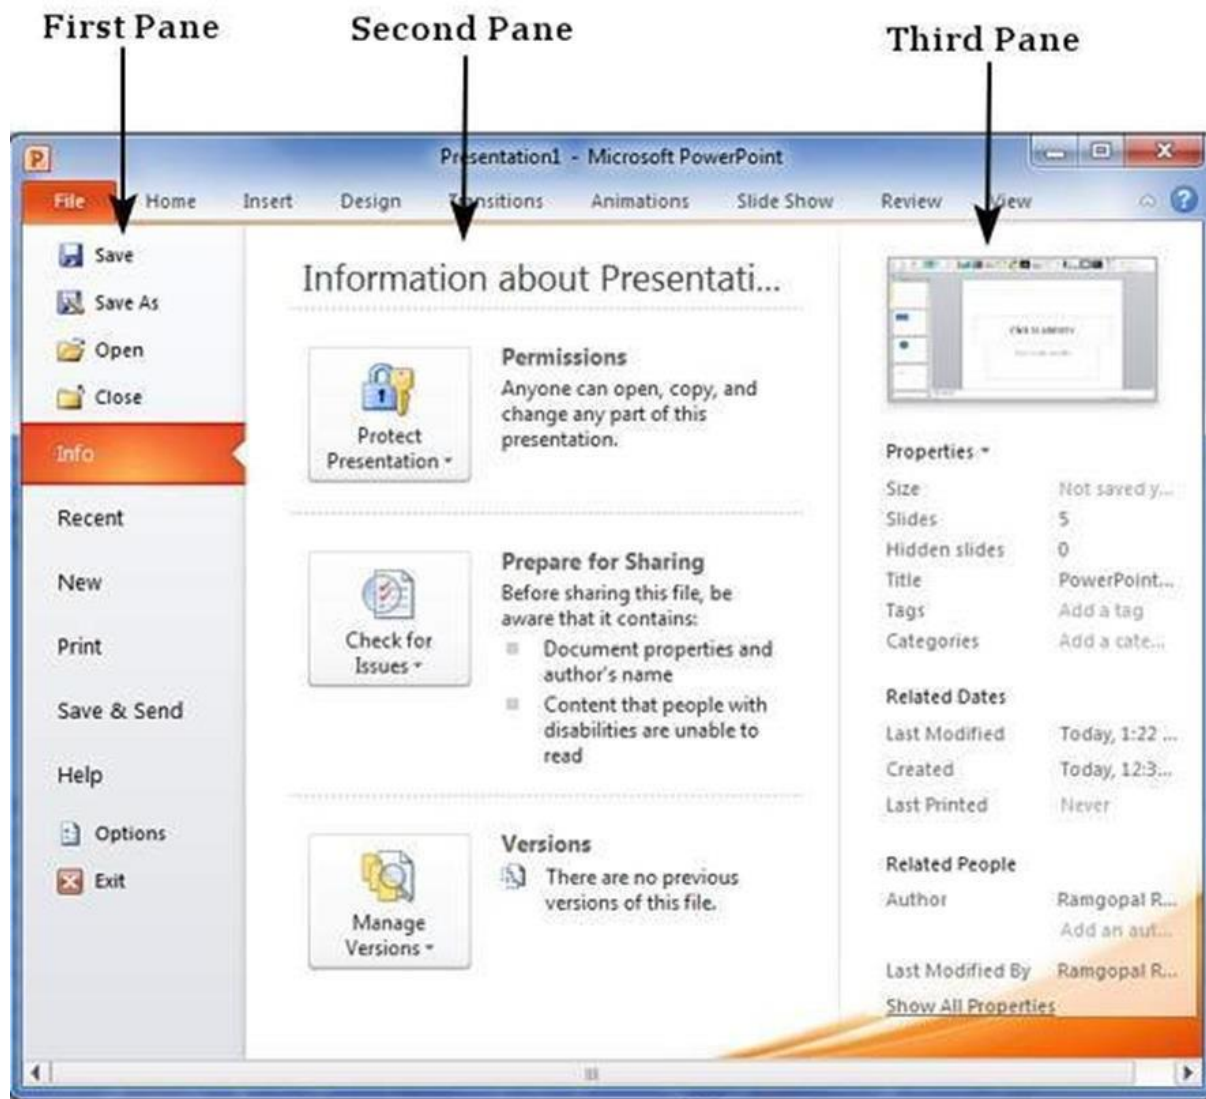 First Pane
Second Pane
Third Pane
Presentation1 - Microsoft PowerPoint
File Home Insert Design Transitions Animations Slide Show Review View
Save
Save As
Open
Close
Info
Recent
New
Print
Save & Send
Help
Options
Exit
Information about Presentati...
Protect
Presentation
Permissions
Anyone can open, copy, and
change any part of this
presentation.
Check for
Issues
Prepare for Sharing
Before sharing this file, be
aware that it contains:
Document properties and
author's name
Content that people with
disabilities are unable to
read
Manage
Versions
Versions
There are no previous
versions of this file.
Properties
Size Not saved y...
Slides 5
Hidden slides 0
Title PowerPoint...
Tags Add a tag
Categories Add a cate...
Related Dates
Last Modified Today, 1:22 ...
Created Today, 12:3...
Last Printed Never
Related People
Author Ramgopal R...
Add an aut...
Last Modified By Ramgopal R...
Show All Properties